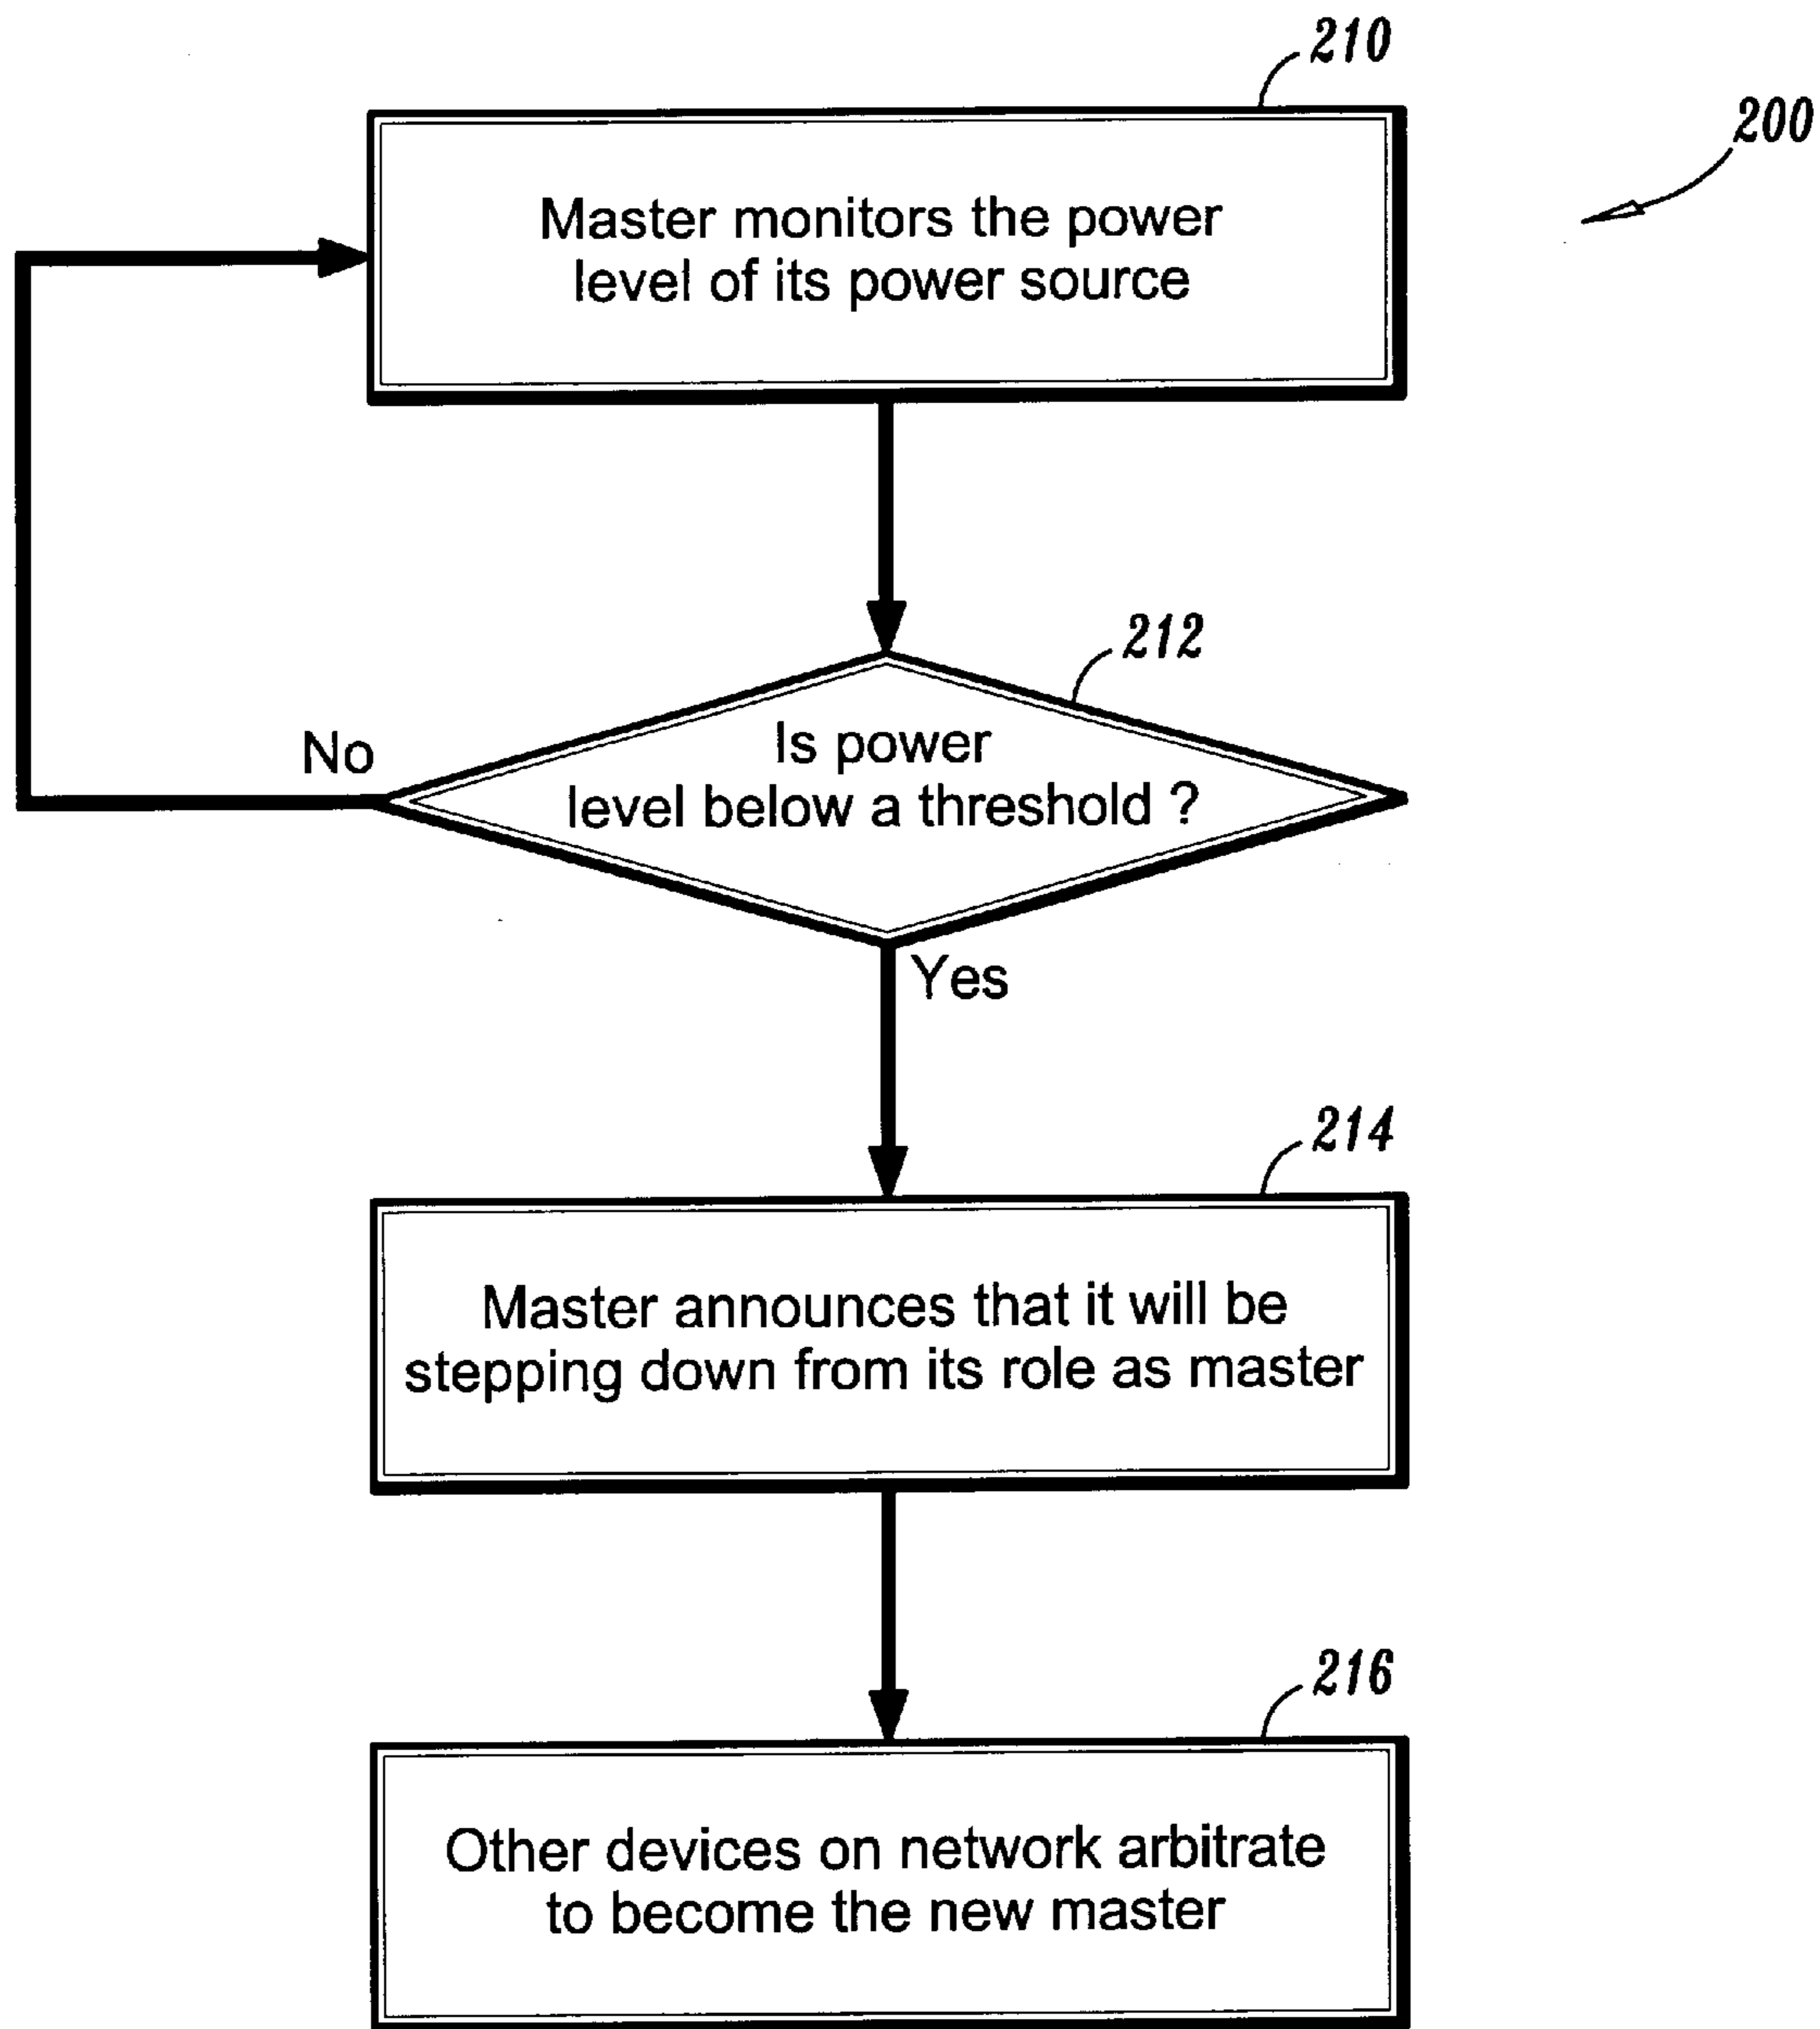 210
200
Master monitors the power
level of its power source
212
Is power
level below a threshold ?
No
Yes
214
Master announces that it will be
stepping down from its role as master
216
Other devices on network arbitrate
to become the new master